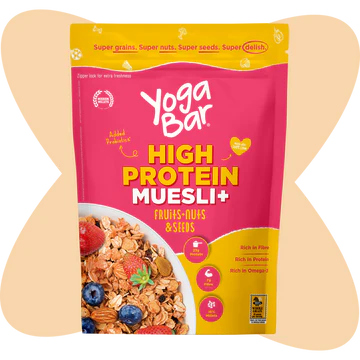 Super grains. Super nuts. Super seeds. Super delish.
Zipper lock for extra freshness
Yoga
Bar
Added
Probiotics
HIGH
PROTEIN
MUESLI+
FRUITS-NUTS
& SEEDS
Rich in Fibre
Rich in Protein
Rich in Omega-3